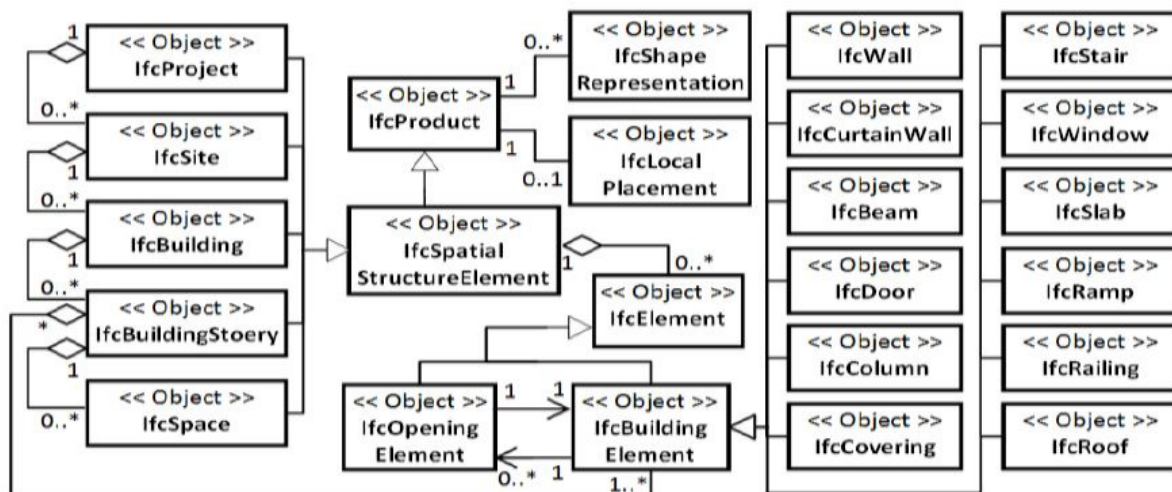 1
<< Object >>
IfcProject
0..*
<< Object >>
IfcSite
1
0..*
<< Object >>
IfcBuilding
1
0..*
<< Object >>
IfcBuildingStoery
*
1
<< Object >>
IfcSpace
0..*
<< Object >>
IfcProduct
1
0..*
1
0..1
<< Object >>
IfcShape
Representation
<< Object >>
IfcLocal
Placement
<< Object >>
IfcSpatial
StructureElement
1
0..*
<< Object >>
IfcElement
<< Object >>
IfcOpening
Element
1
1
0..*
1
<< Object >>
IfcBuilding
Element
1..*
<< Object >>
IfcWall
<< Object >>
IfcCurtainWall
<< Object >>
IfcBeam
<< Object >>
IfcDoor
<< Object >>
IfcColumn
<< Object >>
IfcCovering
<< Object >>
IfcStair
<< Object >>
IfcWindow
<< Object >>
IfcSlab
<< Object >>
IfcRamp
<< Object >>
IfcRailing
<< Object >>
IfcRoof